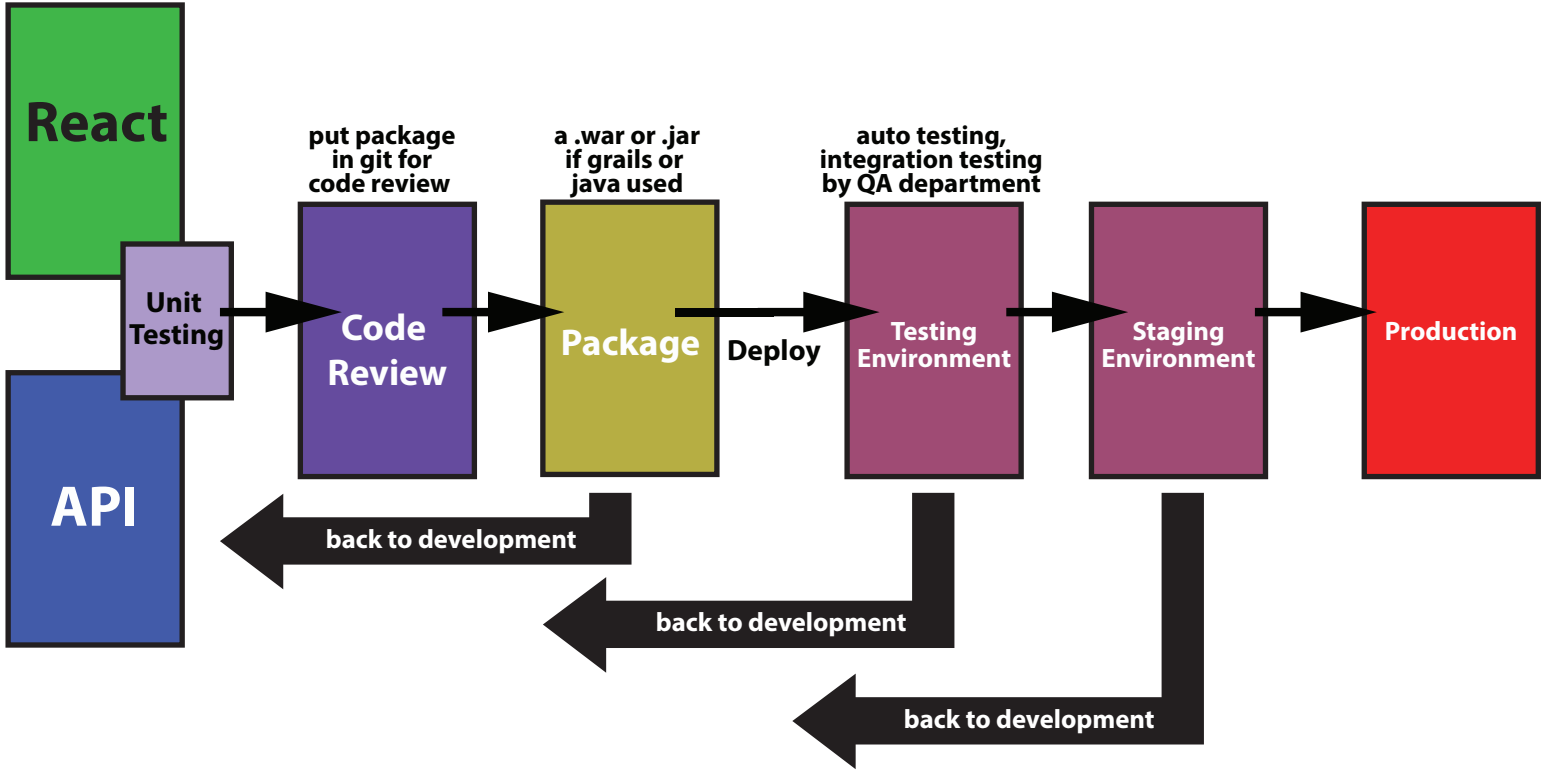 React
API
Unit
Testing
put package
in git for
code review
Code
Review
a .war or .jar
if grails or
java used
Package
Deploy
auto testing,
integration testing
by QA department
Testing
Environment
Staging
Environment
Production
back to development
back to development
back to development